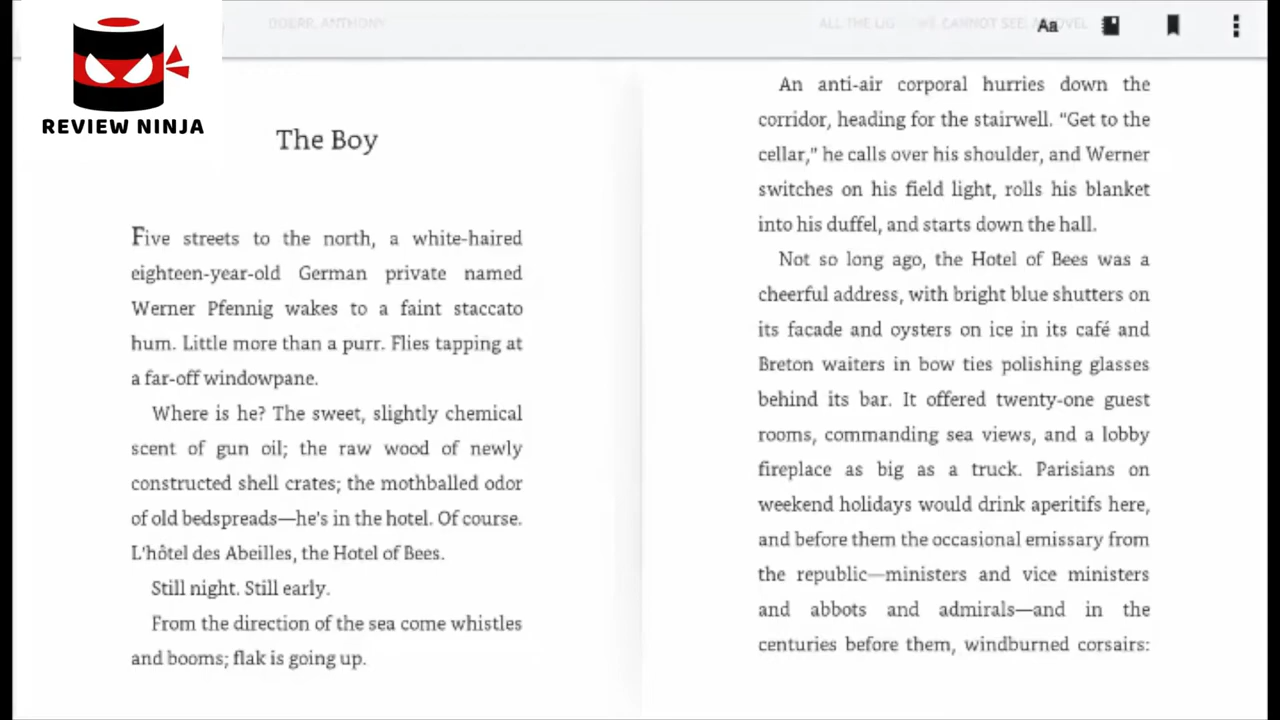 DOERR, ANTHONY
ALL THE LIG WE CANNOT SEE: A NOVEL
Aa
REVIEW NINJA
The Boy
Five streets to the north, a white-haired
eighteen-year-old German private named
Werner Pfennig wakes to a faint staccato
hum. Little more than a purr. Flies tapping at
a far-off windowpane.
Where is he? The sweet, slightly chemical
scent of gun oil; the raw wood of newly
constructed shell crates; the mothballed odor
of old bedspreads—he's in the hotel. Of course.
L'hôtel des Abeilles, the Hotel of Bees.
Still night. Still early.
From the direction of the sea come whistles
and booms; flak is going up.
An anti-air corporal hurries down the
corridor, heading for the stairwell. “Get to the
cellar,” he calls over his shoulder, and Werner
switches on his field light, rolls his blanket
into his duffel, and starts down the hall.
Not so long ago, the Hotel of Bees was a
cheerful address, with bright blue shutters on
its facade and oysters on ice in its café and
Breton waiters in bow ties polishing glasses
behind its bar. It offered twenty-one guest
rooms, commanding sea views, and a lobby
fireplace as big as a truck. Parisians on
weekend holidays would drink aperitifs here,
and before them the occasional emissary from
the republic—ministers and vice ministers
and abbots and admirals—and in the
centuries before them, windburned corsairs: